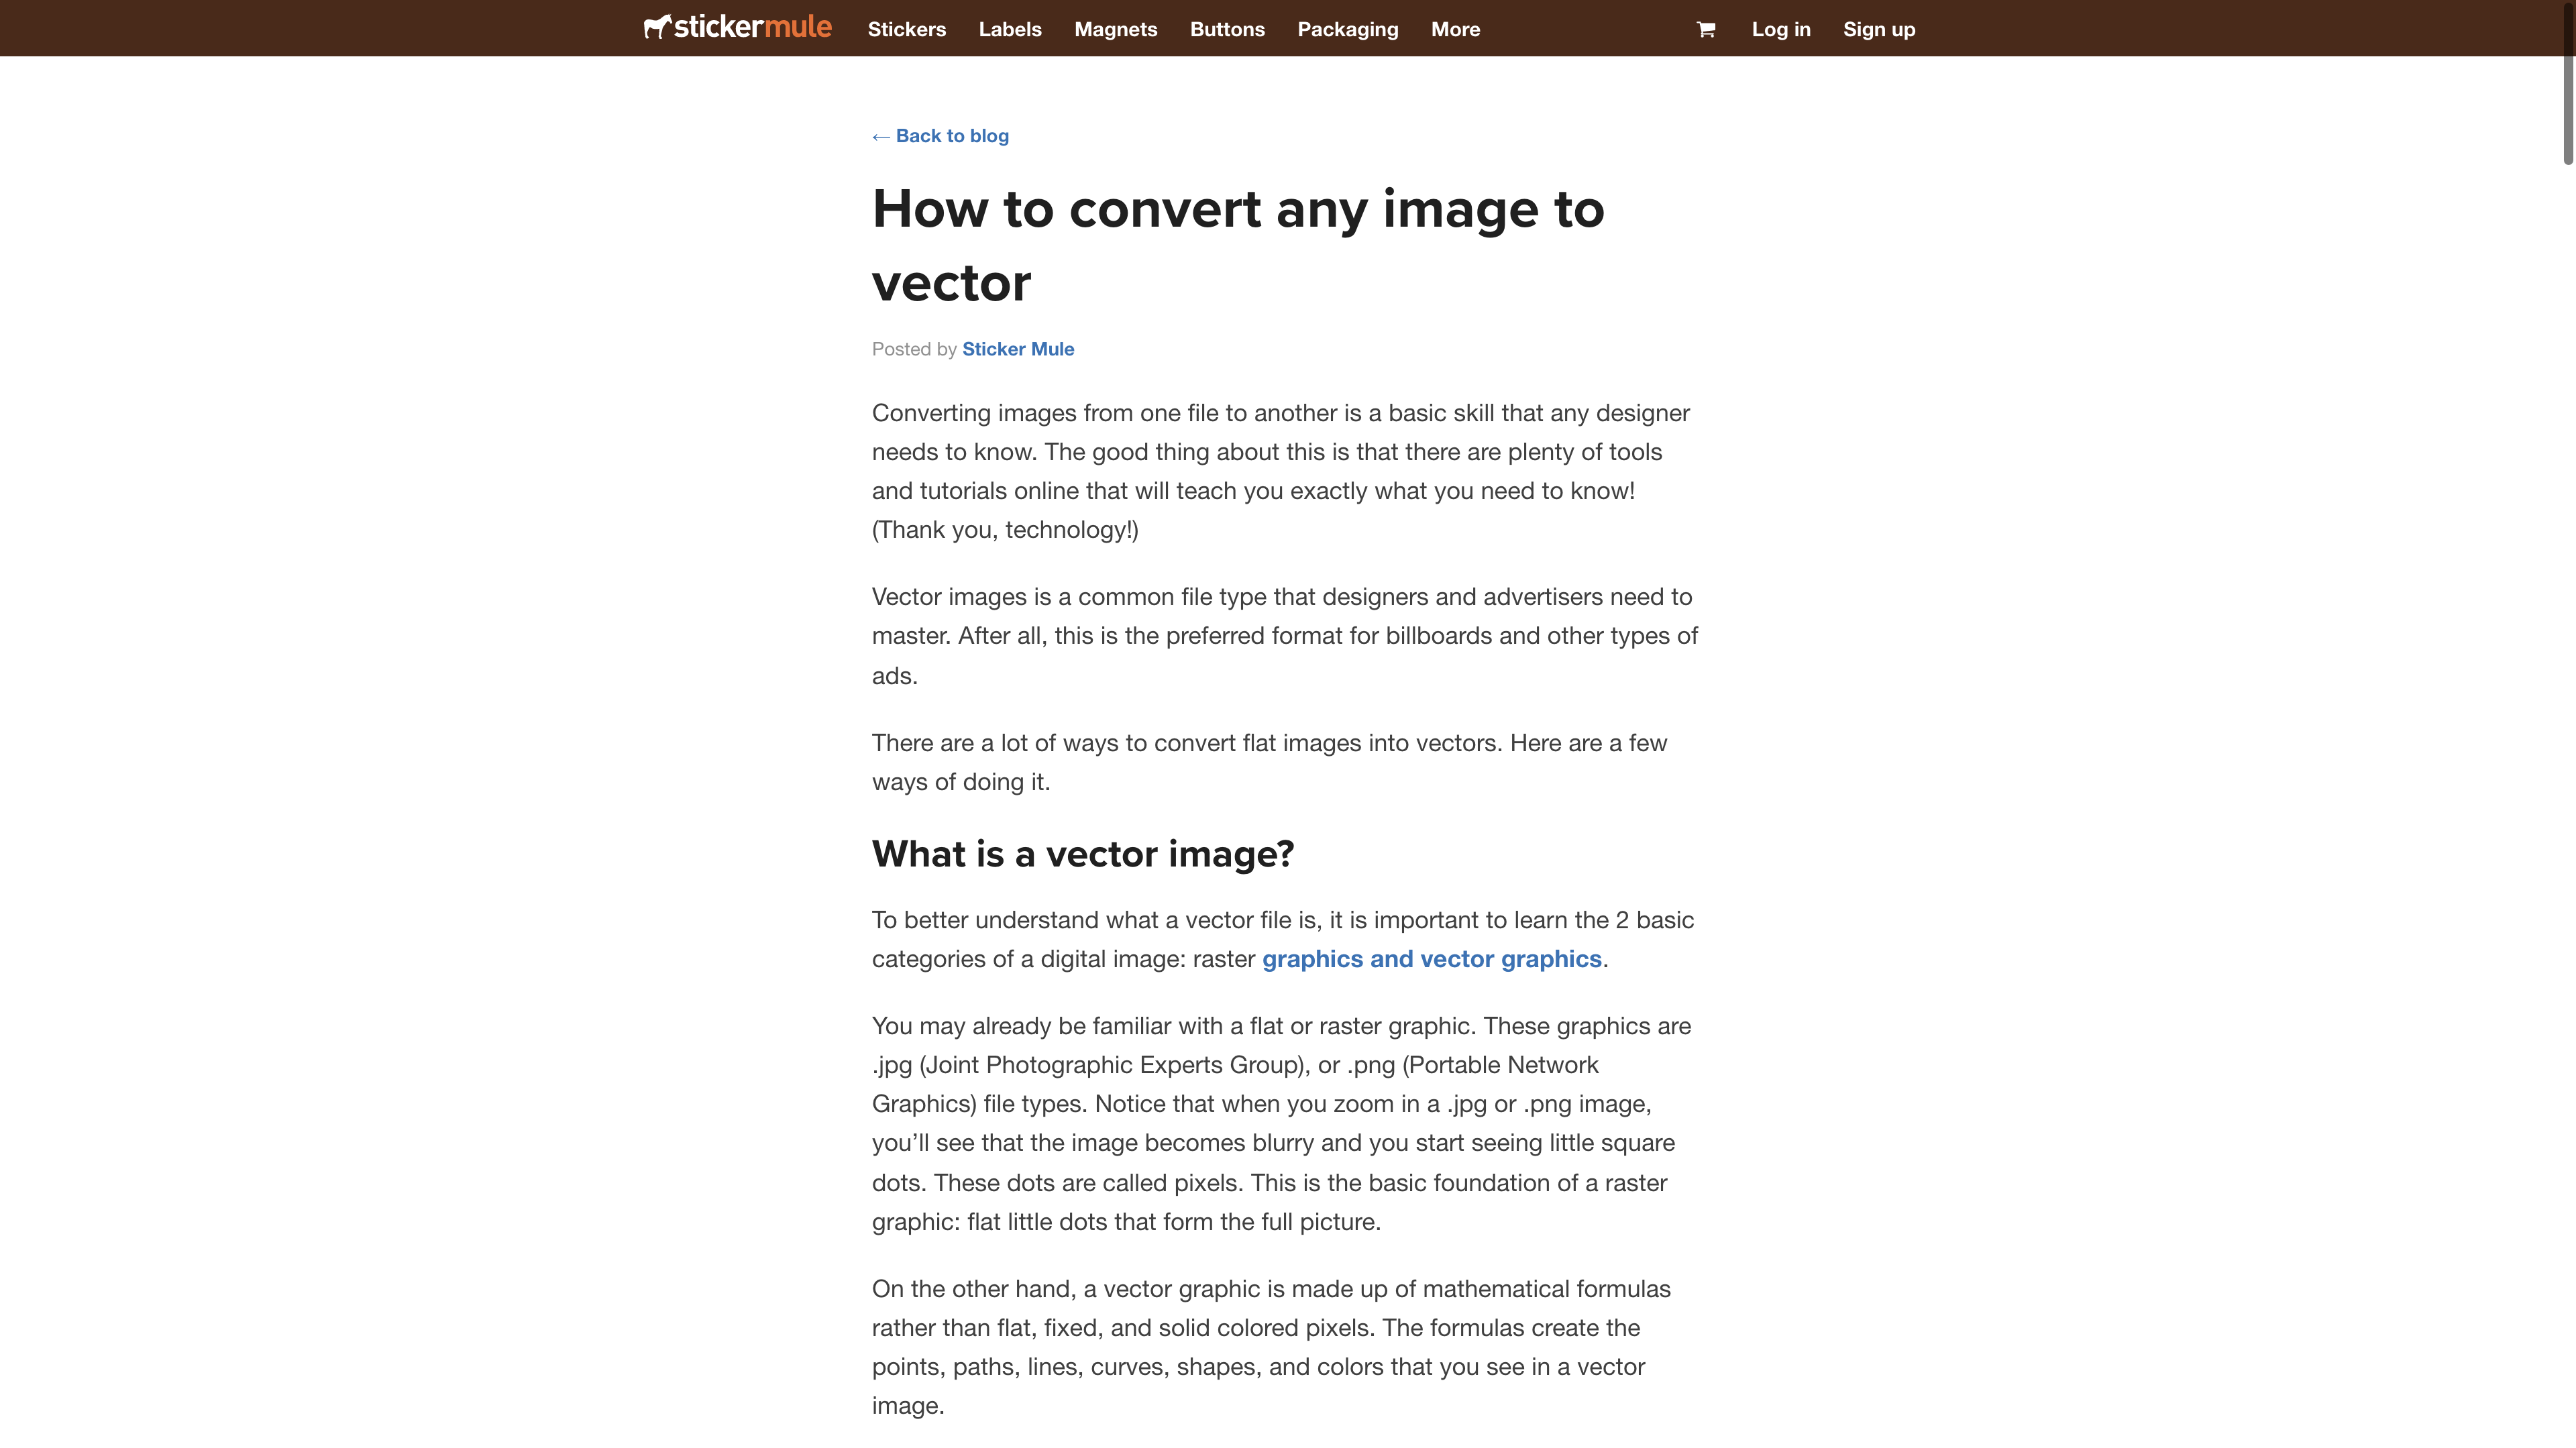 stickermule Stickers Labels Magnets Buttons Packaging More Log in Sign up
← Back to blog
How to convert any image to
vector
Posted by Sticker Mule
Converting images from one file to another is a basic skill that any designer
needs to know. The good thing about this is that there are plenty of tools
and tutorials online that will teach you exactly what you need to know!
(Thank you, technology!)
Vector images is a common file type that designers and advertisers need to
master. After all, this is the preferred format for billboards and other types of
ads.
There are a lot of ways to convert flat images into vectors. Here are a few
ways of doing it.
What is a vector image?
To better understand what a vector file is, it is important to learn the 2 basic
categories of a digital image: raster graphics and vector graphics.
You may already be familiar with a flat or raster graphic. These graphics are
.jpg (Joint Photographic Experts Group), or .png (Portable Network
Graphics) file types. Notice that when you zoom in a .jpg or .png image,
you’ll see that the image becomes blurry and you start seeing little square
dots. These dots are called pixels. This is the basic foundation of a raster
graphic: flat little dots that form the full picture.
On the other hand, a vector graphic is made up of mathematical formulas
rather than flat, fixed, and solid colored pixels. The formulas create the
points, paths, lines, curves, shapes, and colors that you see in a vector
image.